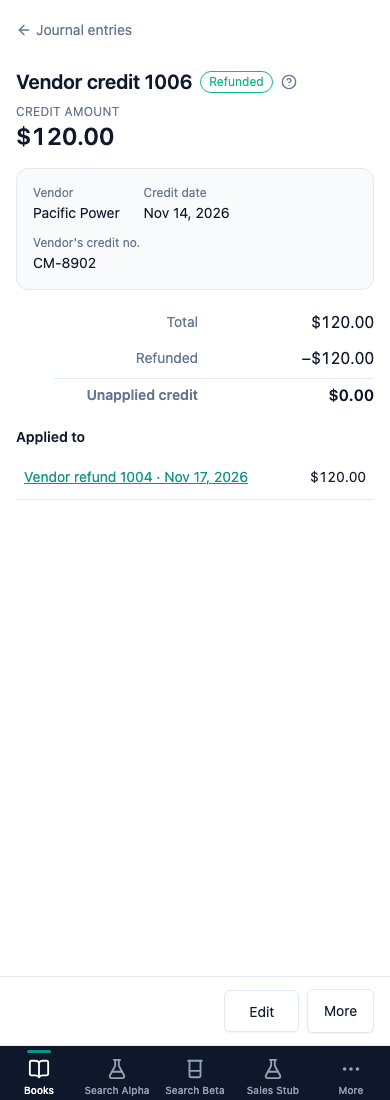 Journal entries
Vendor credit 1006 Refunded
CREDIT AMOUNT
$120.00
Vendor Credit date
Pacific Power Nov 14, 2026
Vendor's credit no.
CM-8902
Total $120.00
Refunded –$120.00
Unapplied credit $0.00
Applied to
Vendor refund 1004 · Nov 17, 2026 $120.00
Edit More
Books Search Alpha Search Beta Sales Stub More